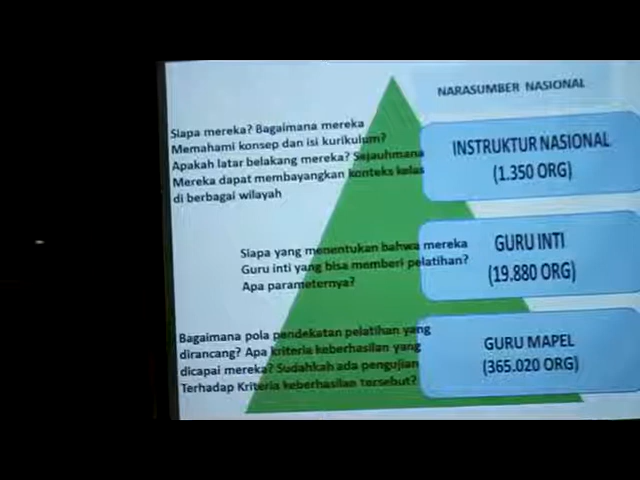 NARASUMBER NASIONAL
Siapa mereka? Bagaimana mereka
Memahami konsep dan isi kurikulum?
Apakah latar belakang mereka? Sejauhmana
Mereka dapat membayangkan konteks kelas
di berbagai wilayah
INSTRUKTUR NASIONAL
(1.350 ORG)
Siapa yang menentukan bahwa mereka
Guru inti yang bisa memberi pelatihan?
Apa parameternya?
GURU INTI
(19.880 ORG)
Bagaimana pola pendekatan pelatihan yang
dirancang? Apa kriteria keberhasilan yang
dicapai mereka? Sudahkah ada pengujian
Terhadap Kriteria keberhasilan tersebut?
GURU MAPEL
(365.020 ORG)